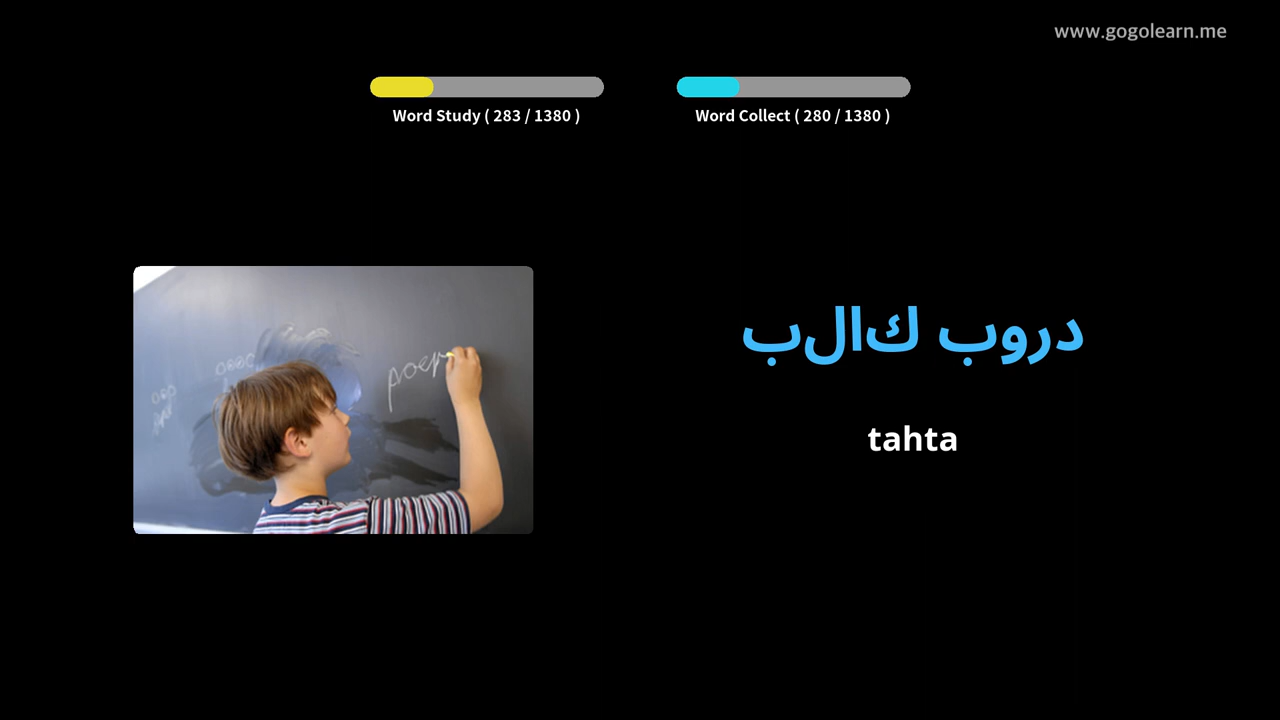 www.gogolearn.me
Word Study ( 283 / 1380 )
Word Collect ( 280 / 1380 )
دروب كالب
tahta